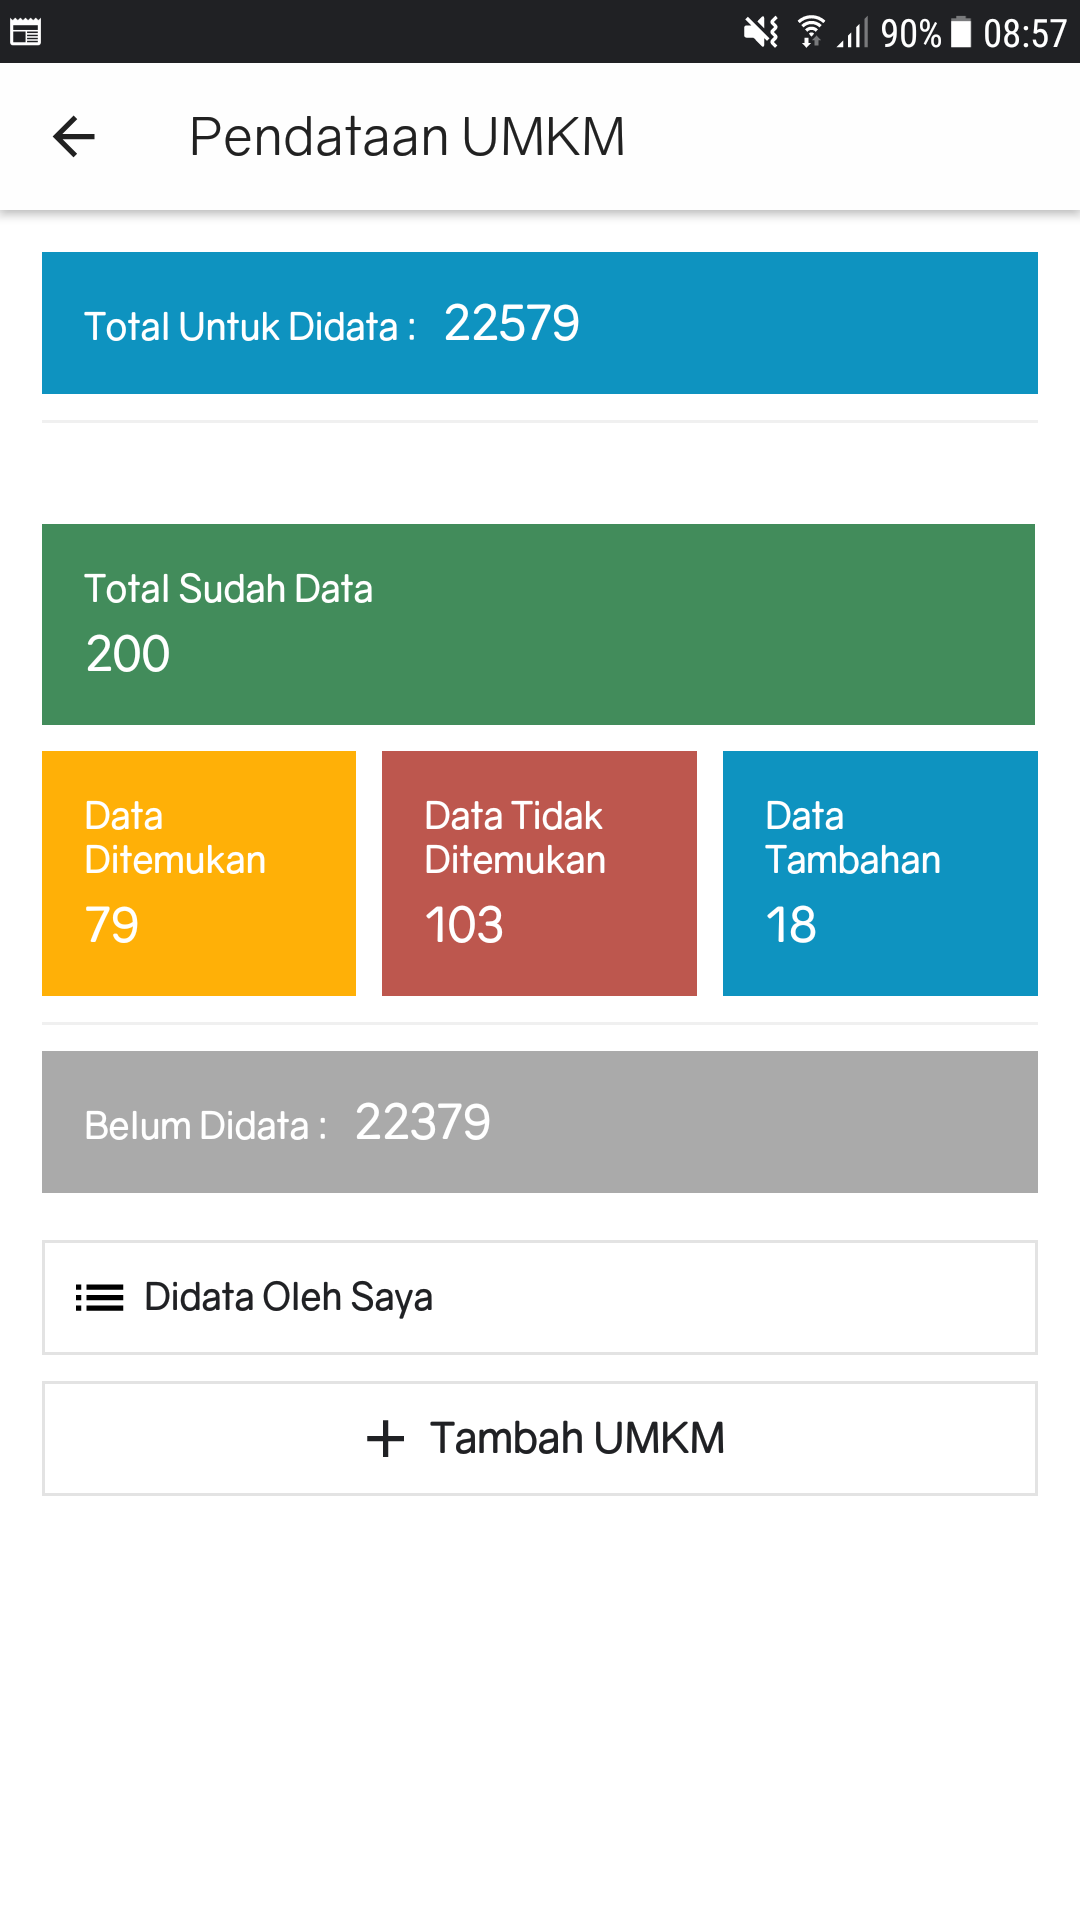 90% 08:57
Pendataan UMKM
Total Untuk Didata : 22579
Total Sudah Data
200
Data
Ditemukan
79
Data Tidak
Ditemukan
103
Data
Tambahan
18
Belum Didata : 22379
Didata Oleh Saya
Tambah UMKM